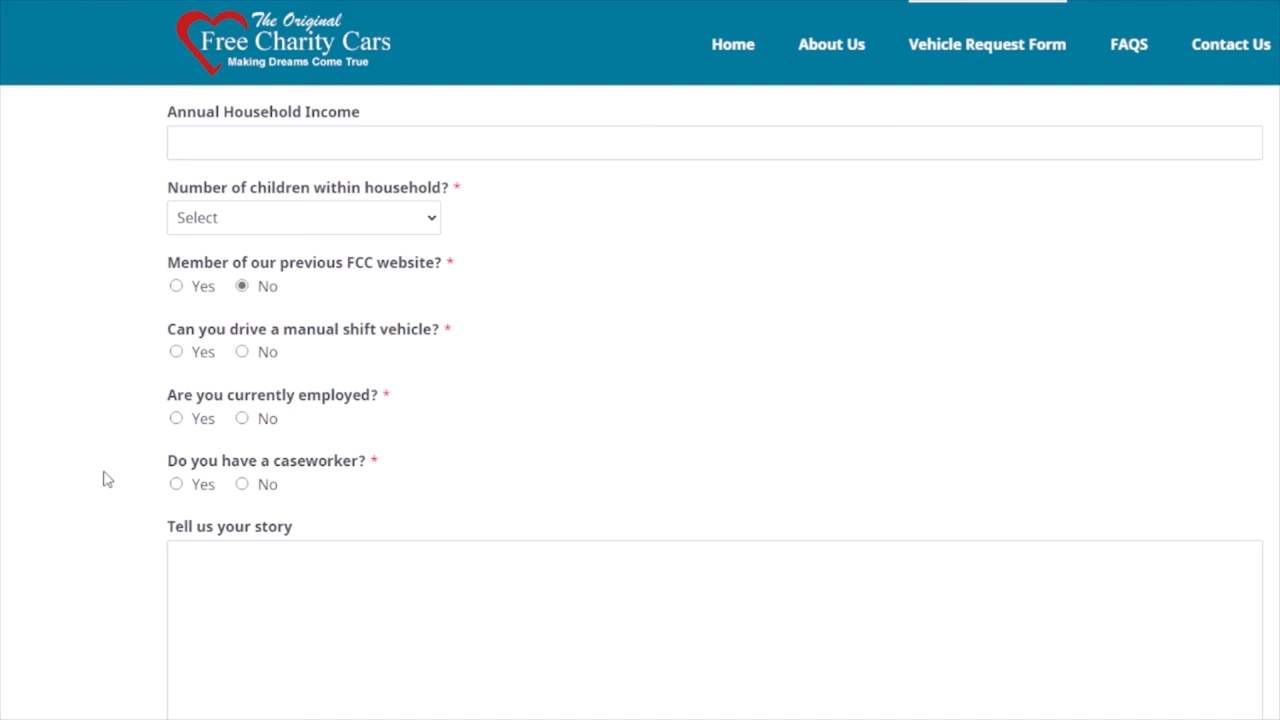 The Original
Free Charity Cars
Making Dreams Come True
Home About Us Vehicle Request Form FAQS Contact Us
Annual Household Income
Number of children within household? *
Select
Member of our previous FCC website? *
Yes No
Can you drive a manual shift vehicle? *
Yes No
Are you currently employed? *
Yes No
Do you have a caseworker? *
Yes No
Tell us your story